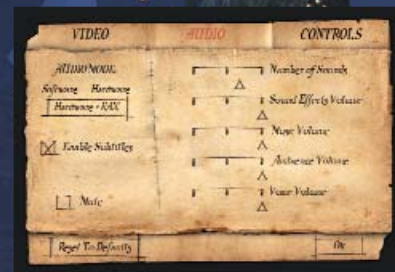 VIDEO AUDIO CONTROLS
AUDIO MODE
Software Hardware
Hardware + EAX
Enable Subtitles
Mute
Number of Sounds
Sound Effects Volume
Music Volume
Ambience Volume
Voice Volume
Reset To Defaults
Ok